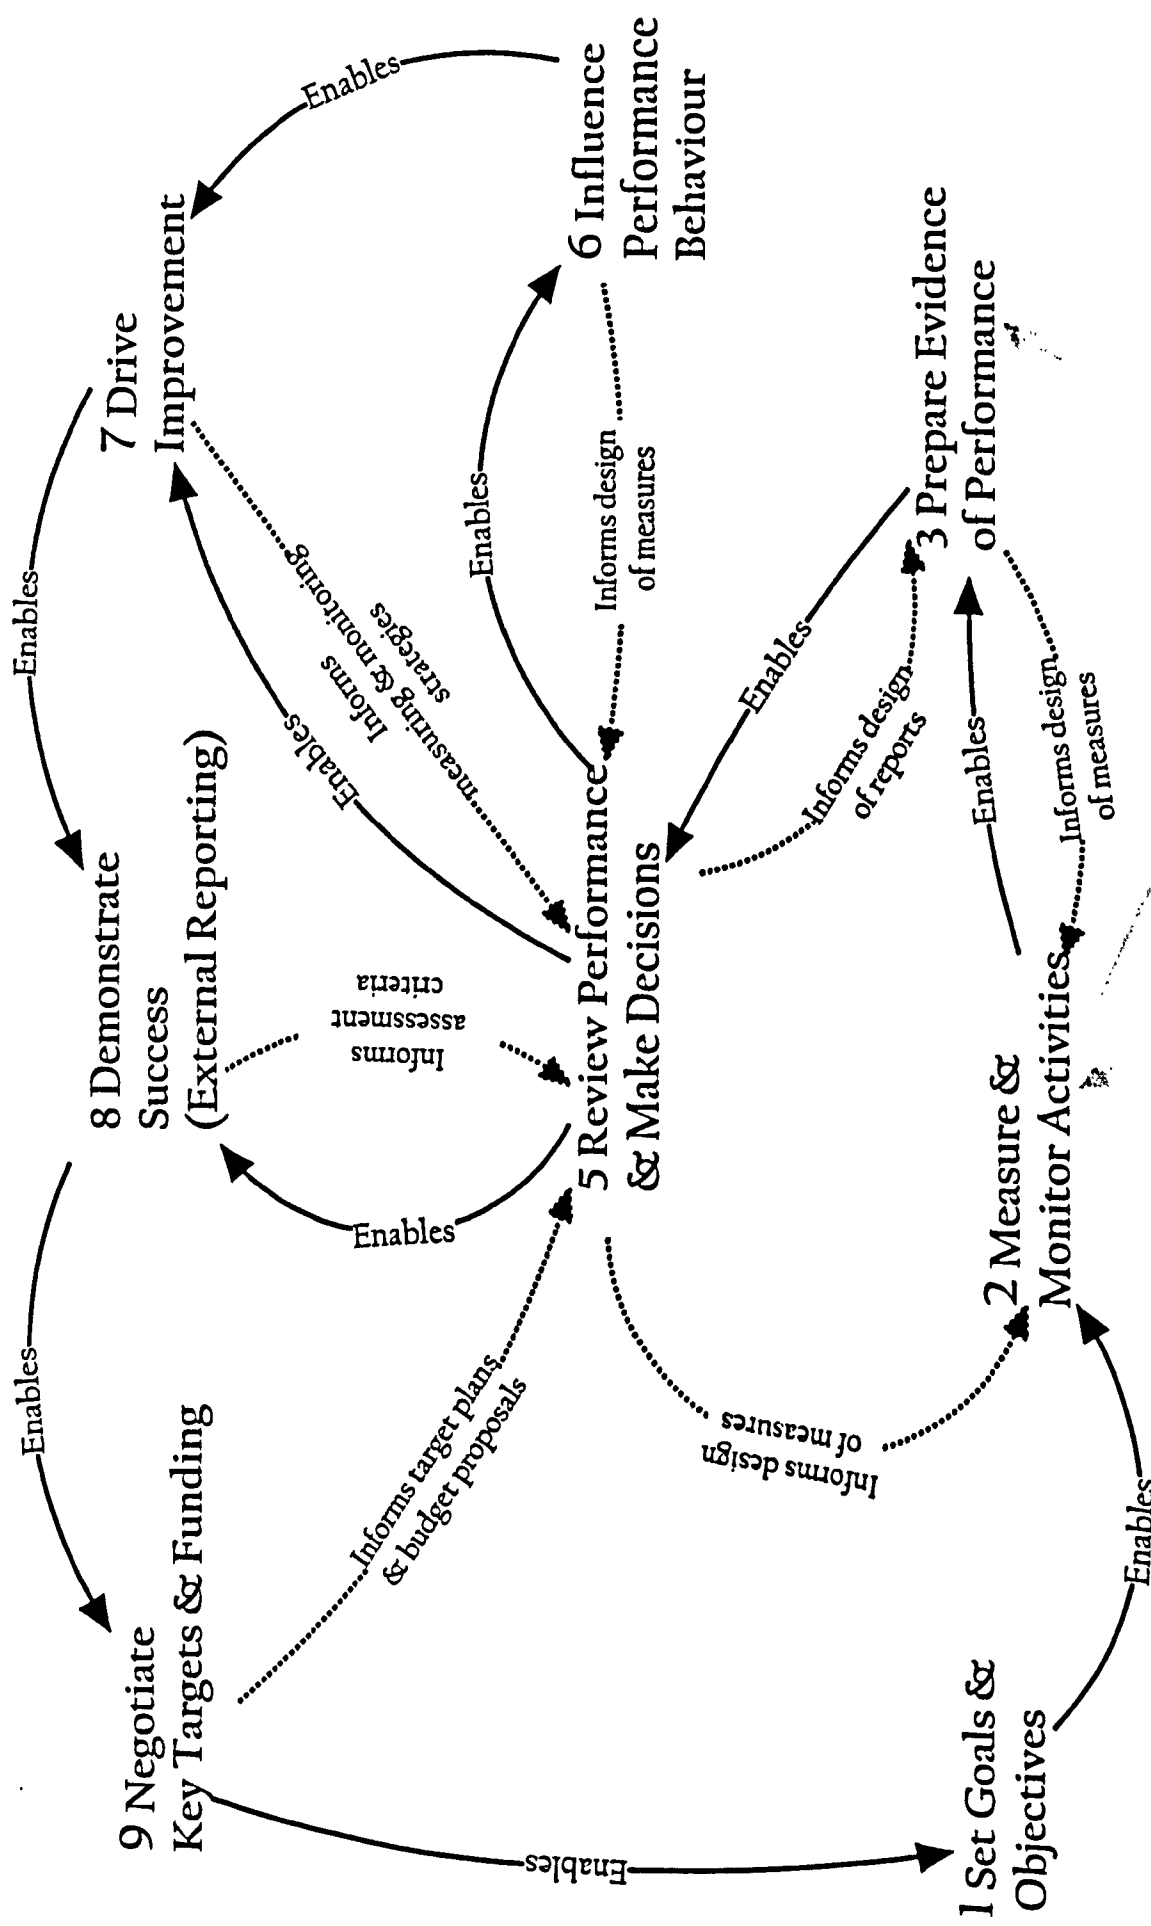 9 Negotiate
Key Targets & Funding
Enables
8 Demonstrate
Success
(External Reporting)
Enables
7 Drive
Improvement
Enables
Enables
Informs target plans
& budget proposals
Enables
Informs
assessment
criteria
Enables
Informs
measuring & monitoring
strategies
Enables
5 Review Performance
& Make Decisions
Informs design
of measures
6 Influence
Performance
Behaviour
Informs design
of measures
Informs design
of reports
Enables
1 Set Goals &
Objectives
Enables
2 Measure &
Monitor Activities
Enables
Informs design
of measures
3 Prepare Evidence
of Performance